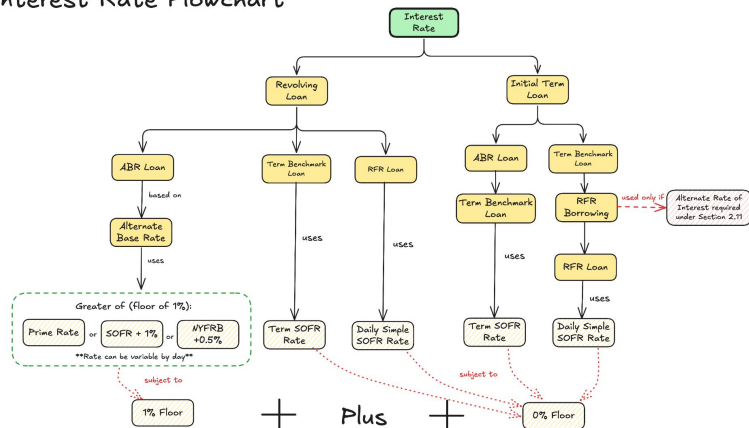 Interest Rate Flowchart
Interest
Rate
Revolving
Loan
Initial Term
Loan
ABR Loan
Term Benchmark
Loan
RFR Loan
ABR Loan
Term Benchmark
Loan
based on
Alternate
Base Rate
Term Benchmark
Loan
RFR
Borrowing
used only if
Alternate Rate of
Interest required
under Section 2.11
uses
uses
uses
uses
RFR Loan
uses
Greater of (floor of 1%):
Prime Rate or SOFR + 1% or NYFRB
+0.5%
**Rate can be variable by day**
Term SOFR
Rate
Daily Simple
SOFR Rate
Term SOFR
Rate
Daily Simple
SOFR Rate
subject to
subject to
1% Floor
+ Plus +
0% Floor